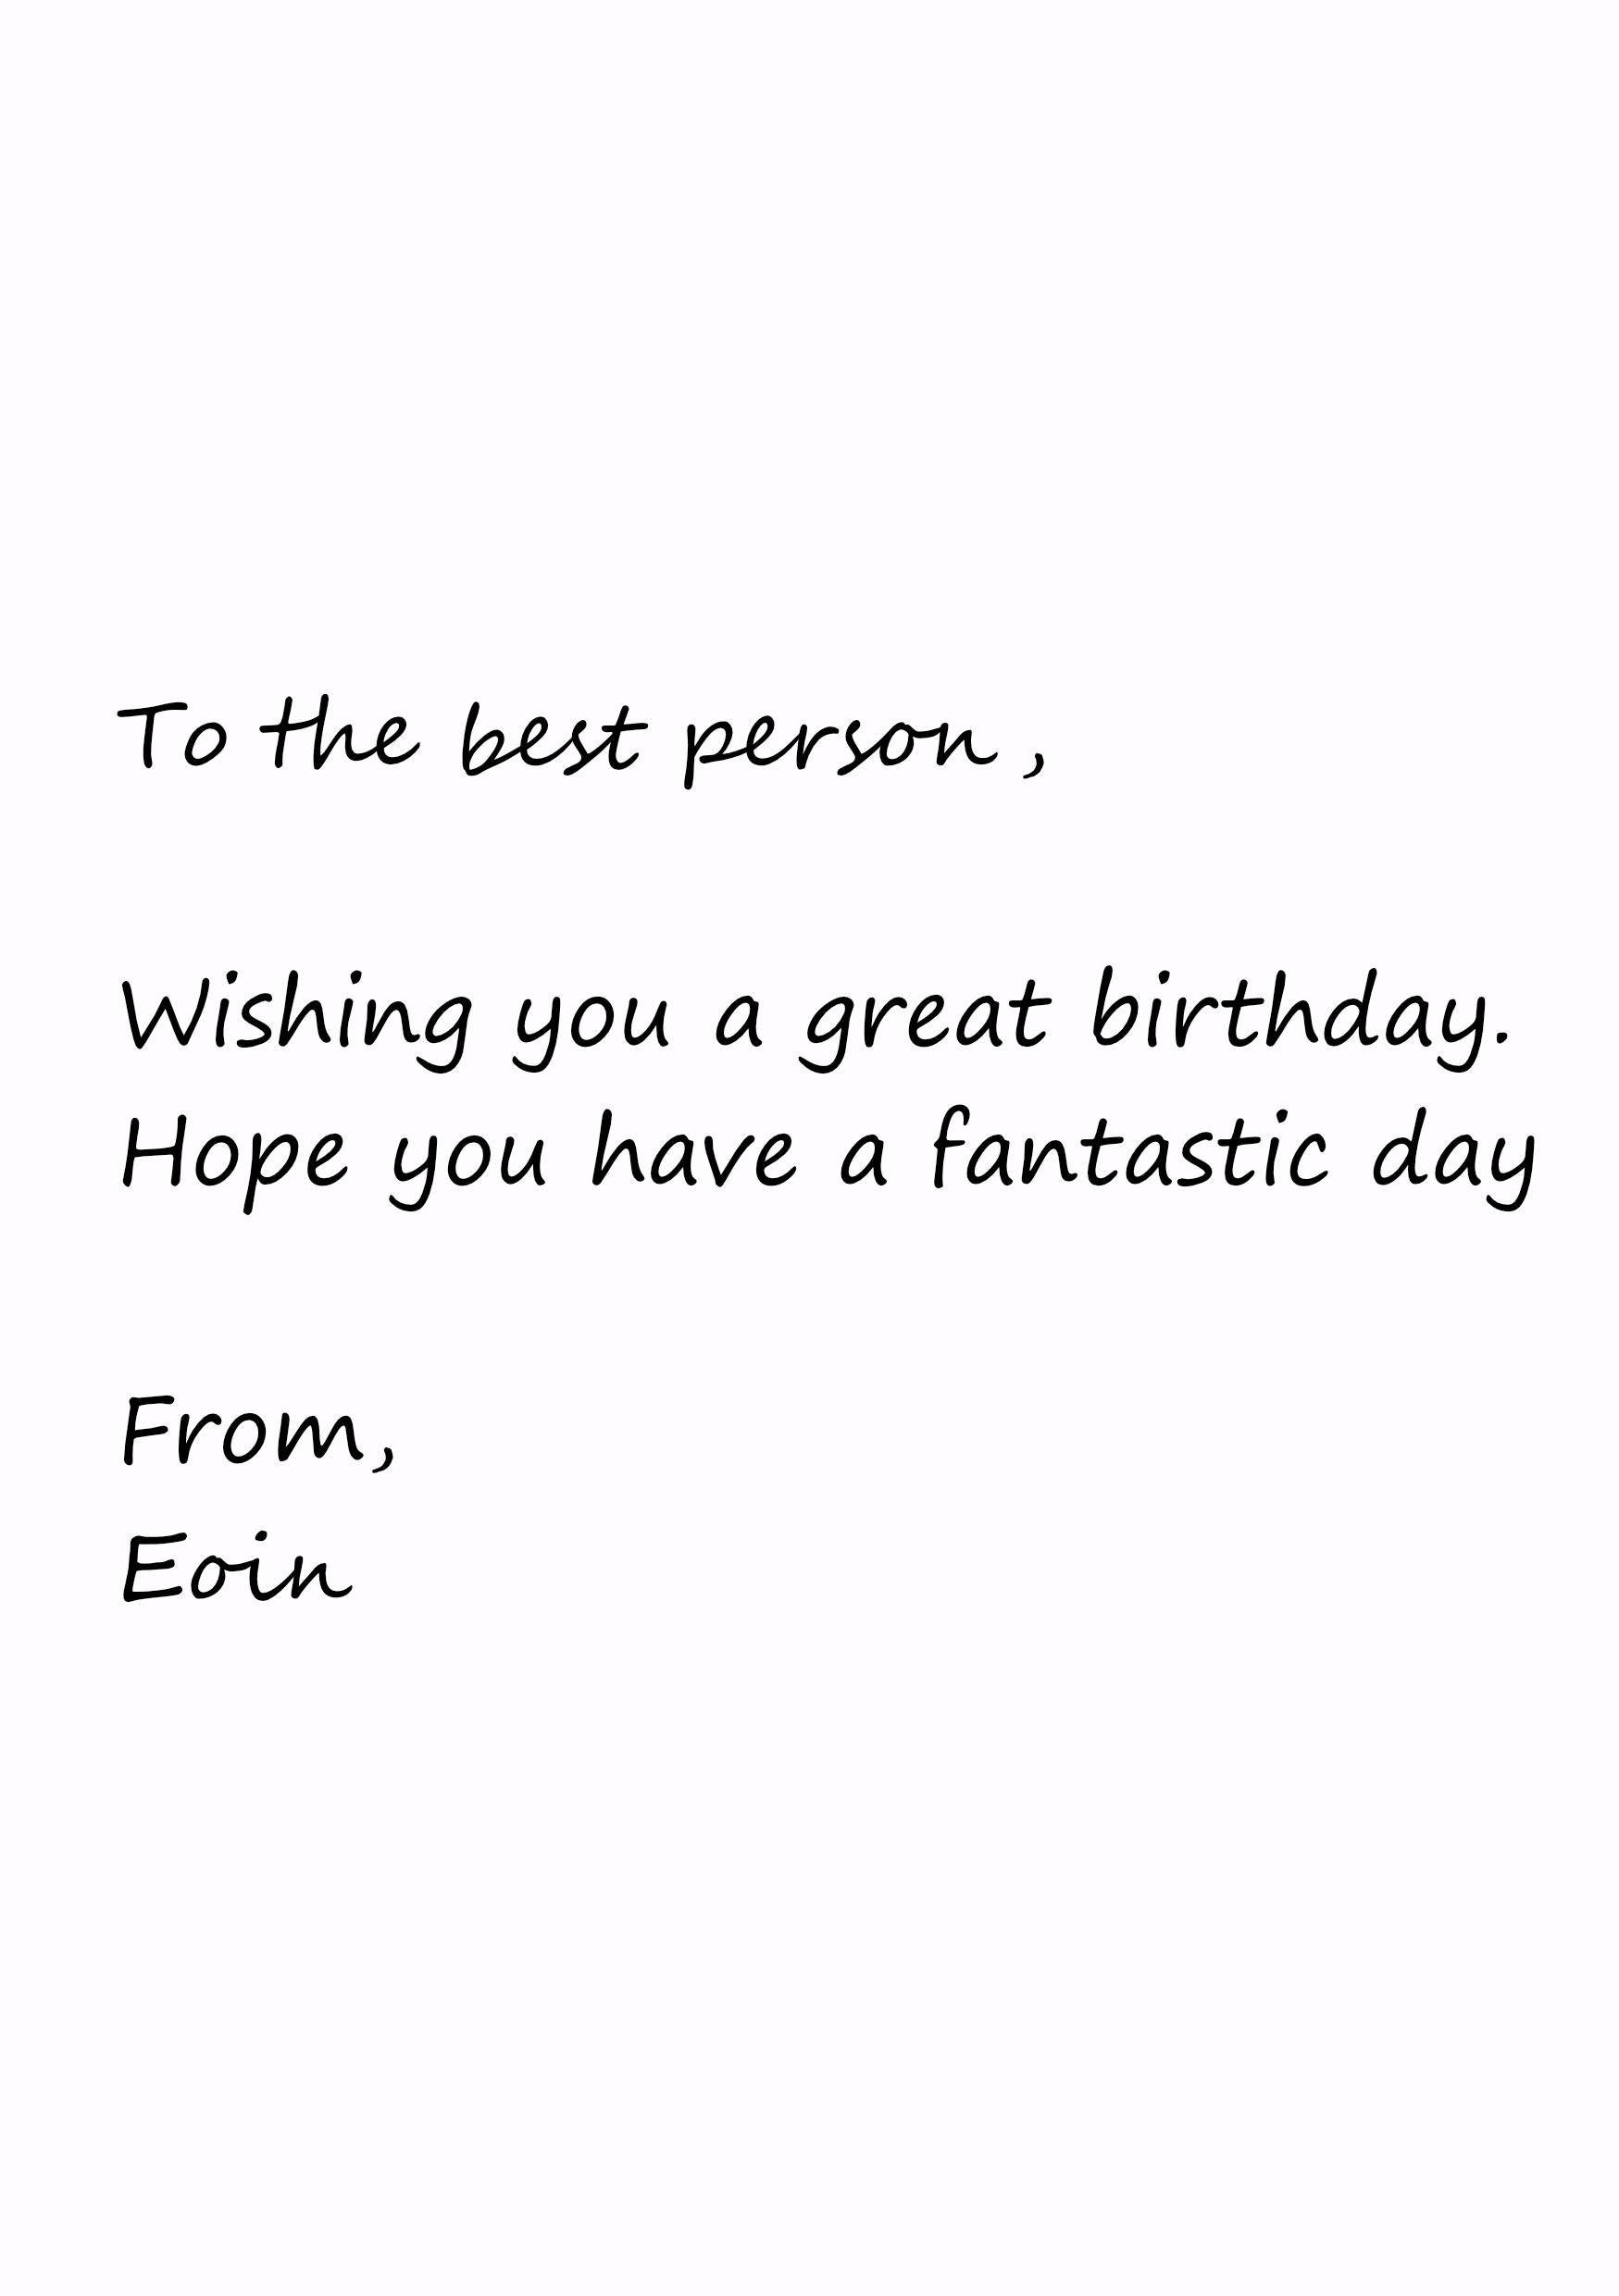 To the best person,
Wishing you a great birthday.
Hope you have a fantastic day
From,
Eoin